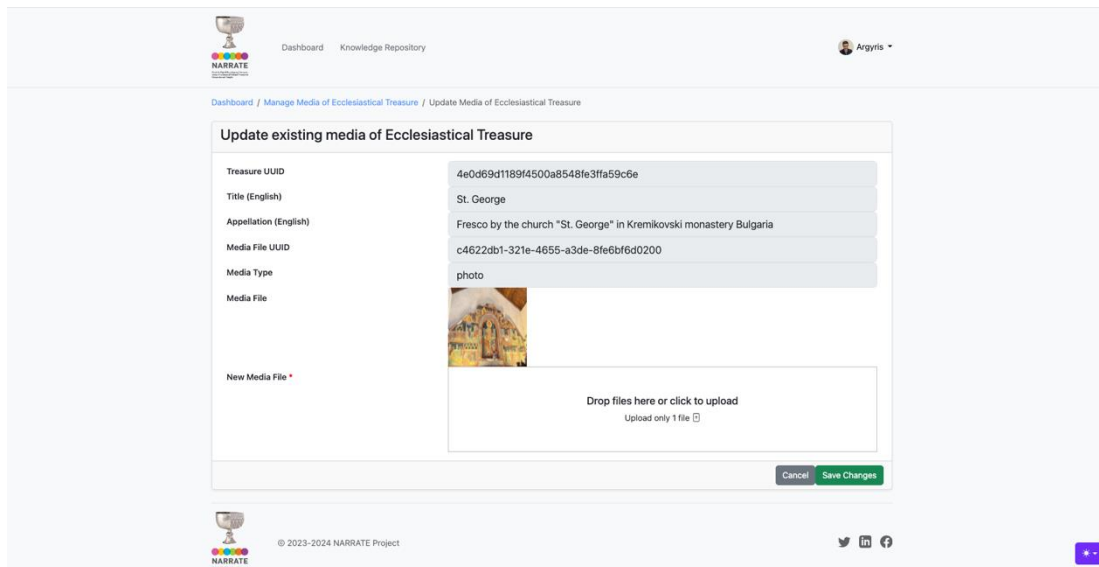 NARRATE
Dashboard Knowledge Repository
Argyris
Dashboard / Manage Media of Ecclesiastical Treasure / Update Media of Ecclesiastical Treasure
Update existing media of Ecclesiastical Treasure
Treasure UUID
4e0d69d1189f4500a8548fe3ffa59c6e
Title (English)
St. George
Appellation (English)
Fresco by the church "St. George" in Kremikovski monastery Bulgaria
Media File UUID
c4622db1-321e-4655-a3de-8fe6bf6d0200
Media Type
photo
Media File
New Media File *
Drop files here or click to upload
Upload only 1 file
Cancel Save Changes
NARRATE
© 2023-2024 NARRATE Project